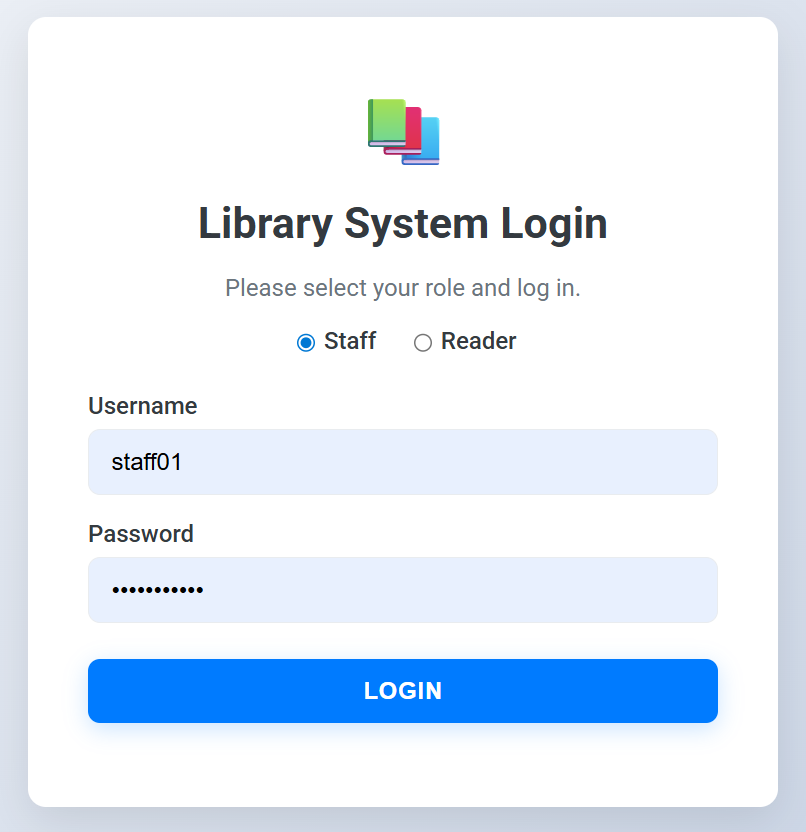 Library System Login
Please select your role and log in.
Staff Reader
Username
staff01
Password
•••••••••••
LOGIN